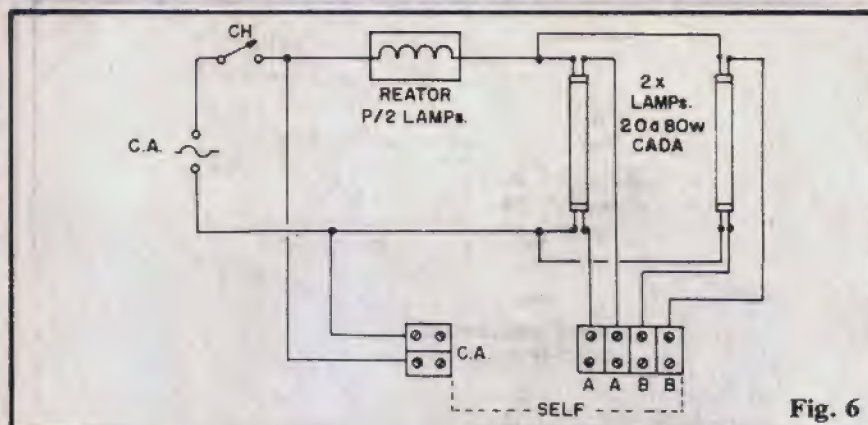 CH
REATOR
P/2 LAMPs.
2 x
LAMPs.
20 a 80w
CADA
C.A.
C.A.
A A B B
SELF
Fig. 6